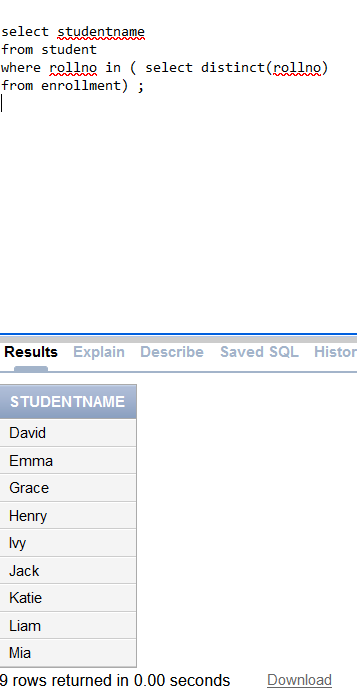 select studentname
from student
where rollno in ( select distinct(rollno)
from enrollment) ;
Results Explain Describe Saved SQL Histor
STUDENTNAME
David
Emma
Grace
Henry
Ivy
Jack
Katie
Liam
Mia
9 rows returned in 0.00 seconds Download